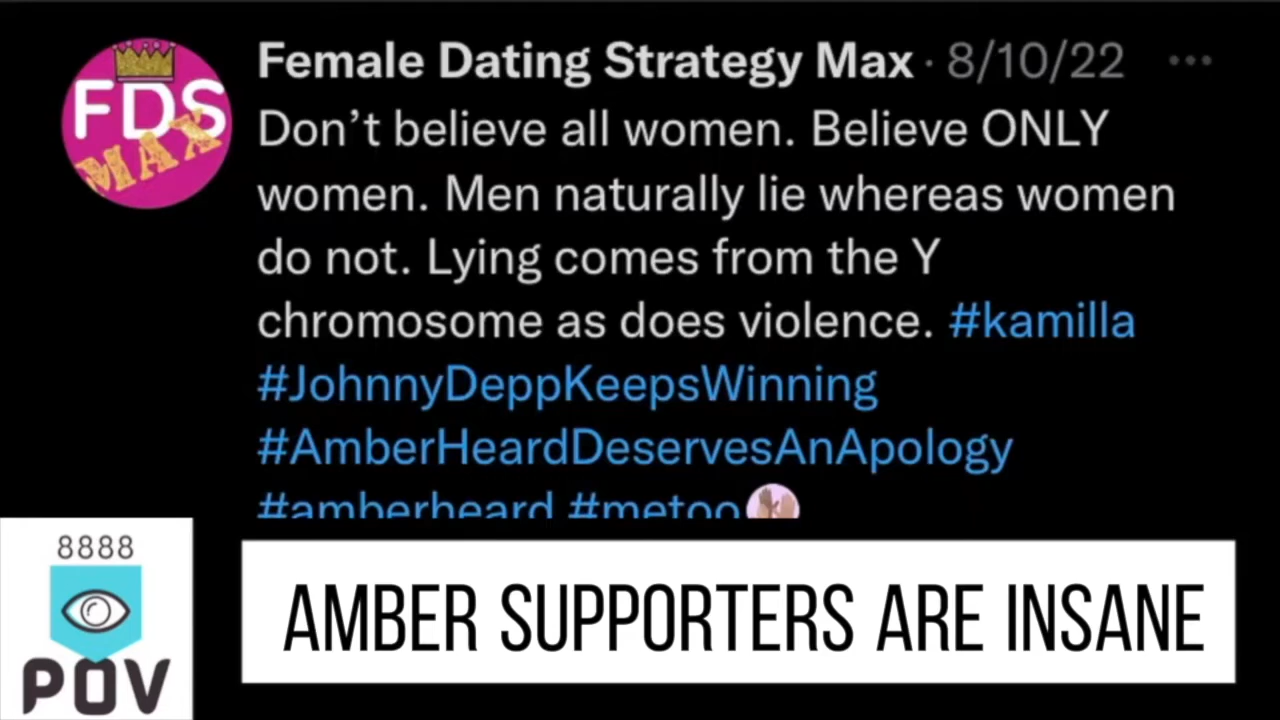 FDS
MAX
Female Dating Strategy Max · 8/10/22 ···
Don’t believe all women. Believe ONLY
women. Men naturally lie whereas women
do not. Lying comes from the Y
chromosome as does violence. #kamilla
#JohnnyDeppKeepsWinning
#AmberHeardDeservesAnApology
#amberheard #metoo
8888
POV
AMBER SUPPORTERS ARE INSANE